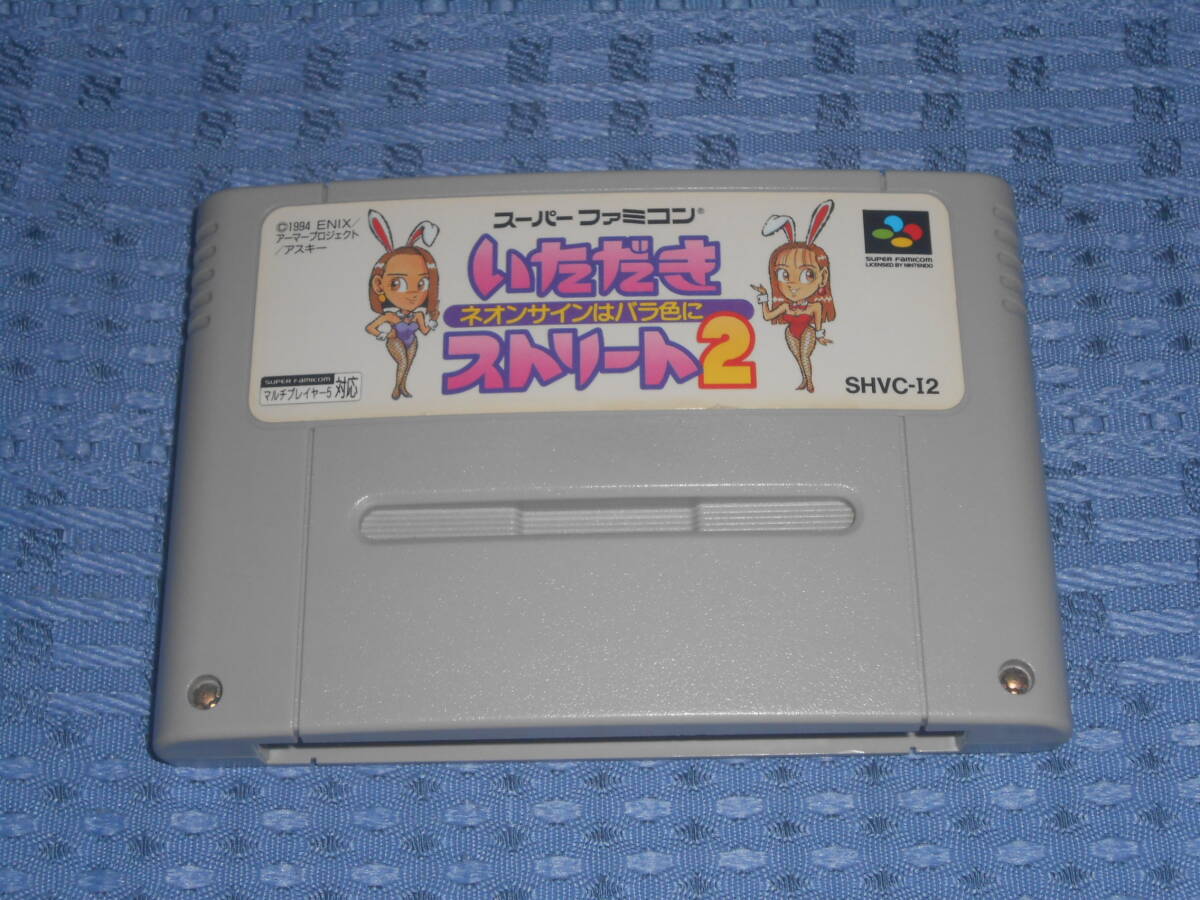 ©1994 ENIX/
アーマープロジェクト
/アスキー
スーパーファミコン®
いただき
ネオンサインはバラ色に
ストリート2
SUPER FAMICOM
LICENSED BY NINTENDO
SUPER FAMICOM
マルチプレイヤー5 対応
SHVC-I2